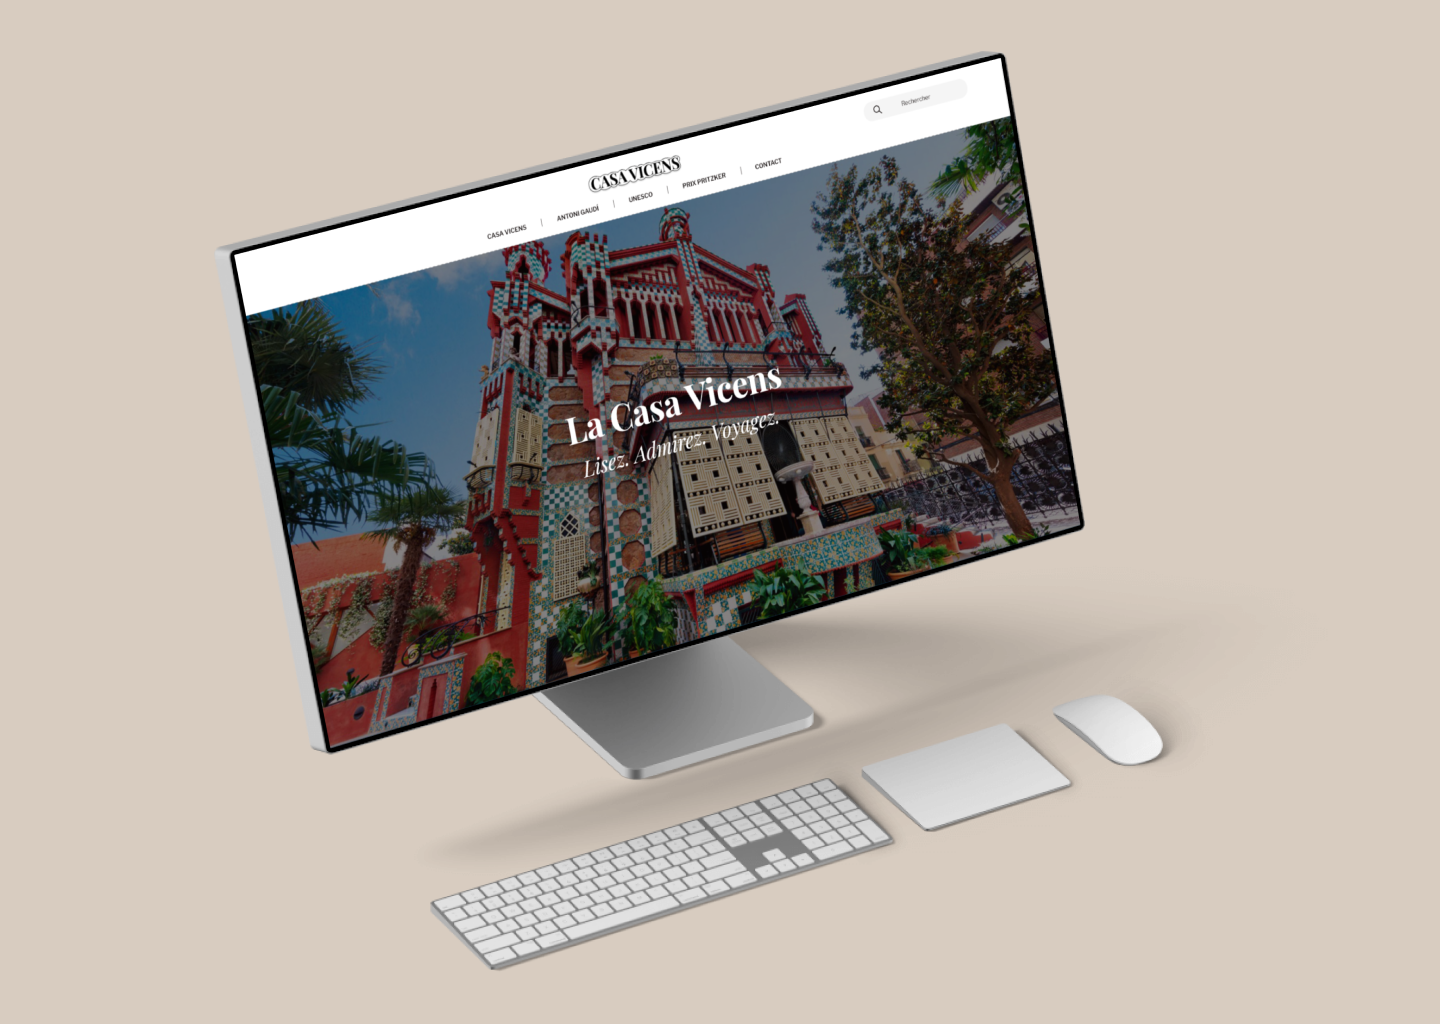 Rechercher
CASA VICENS
CASA VICENS | ANTONI GAUDÍ | UNESCO | PRIX PRITZKER | CONTACT
La Casa Vicens
Lisez. Admirez. Voyagez.